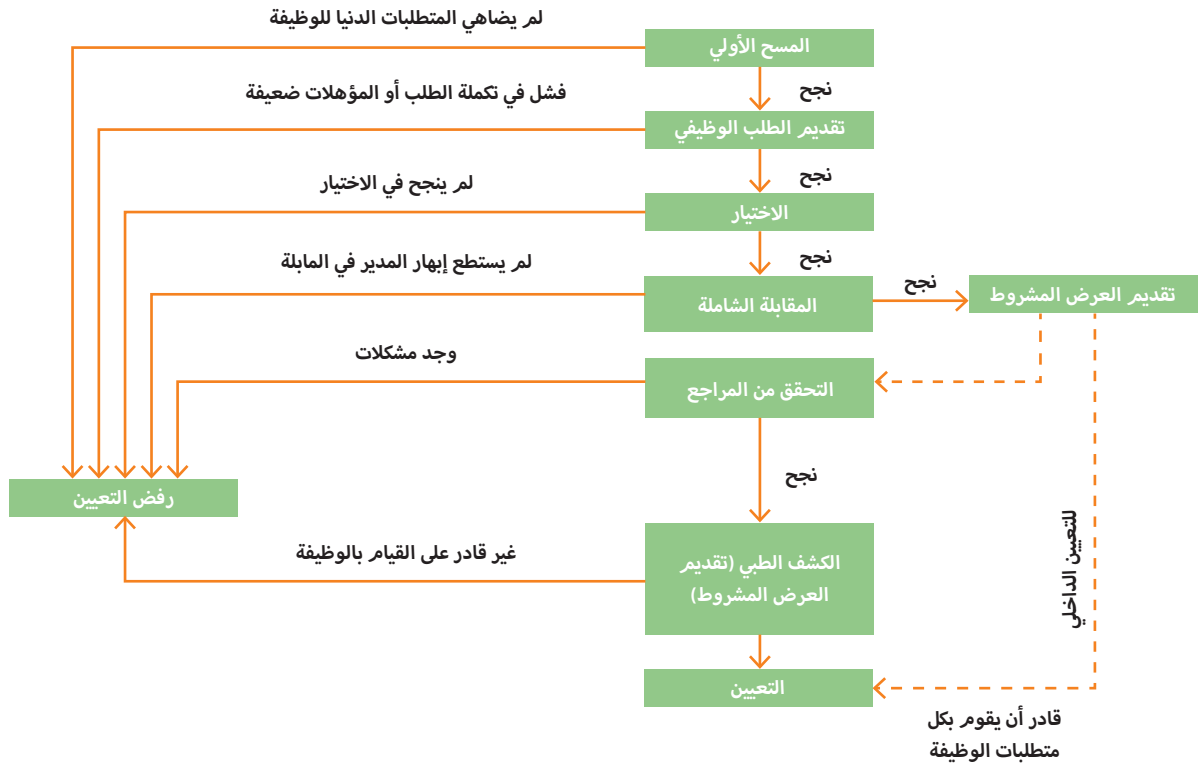 لم يضاهي المتطلبات الدنيا للوظيفة
المسح الأولي
نجح
فشل في تكملة الطلب أو المؤهلات ضعيفة
تقديم الطلب الوظيفي
نجح
لم ينجح في الاختيار
الاختيار
نجح
لم يستطع إبهار المدير في المابلة
المقابلة الشاملة
نجح
تقديم العرض المشروط
وجد مشكلات
التحقق من المراجع
نجح
رفض التعيين
غير قادر على القيام بالوظيفة
الكشف الطبي (تقديم
العرض المشروط)
للتعيين الداخلي
التعيين
قادر أن يقوم بكل
متطلبات الوظيفة